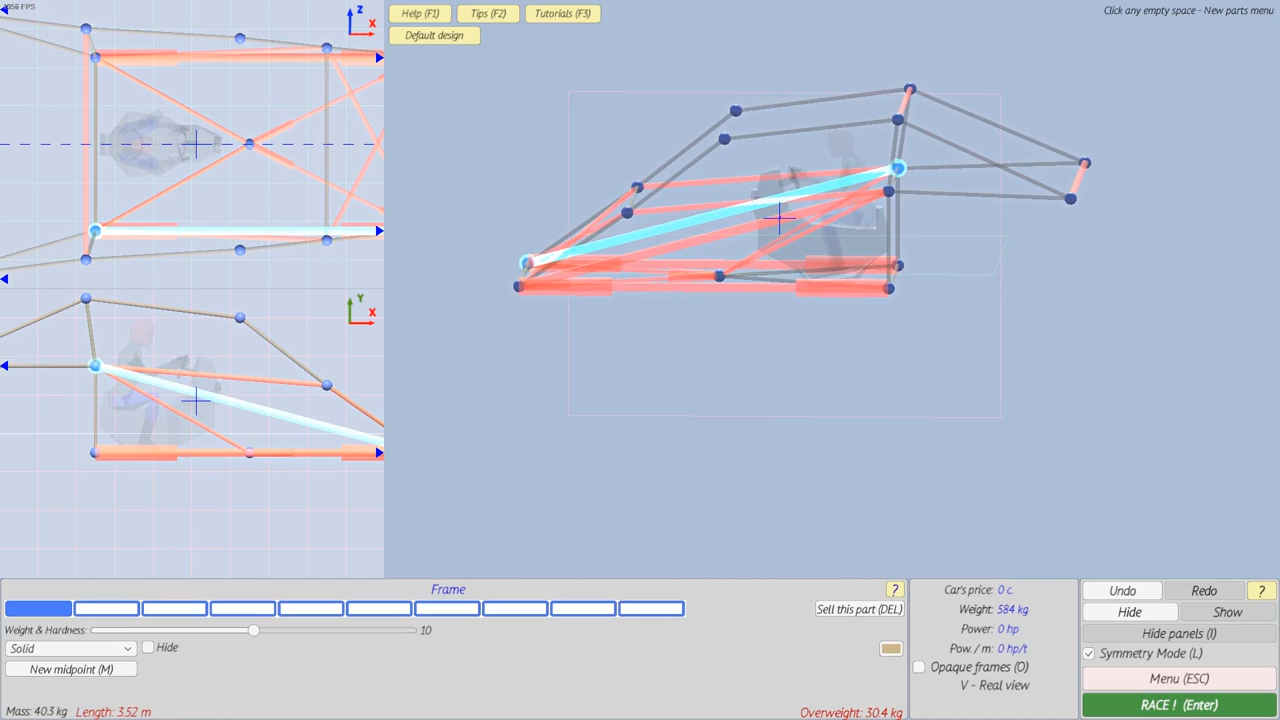 Help (F1)
Tips (F2)
Tutorials (F3)
Default design
Click any empty space - New parts menu
Z
X
Y
X
Frame
?
Weight & Hardness:
10
Sell this part (DEL)
Solid
Hide
New midpoint (M)
Mass: 40.3 kg
Length: 3.52 m
Overweight: 30.4 kg
Car's price: 0 c.
Weight: 584 kg
Power: 0 hp
Pow. / m: 0 hp/t
Opaque frames (O)
V - Real view
Undo
Redo
?
Hide
Show
Hide panels (I)
Symmetry Mode (L)
Menu (ESC)
RACE ! (Enter)